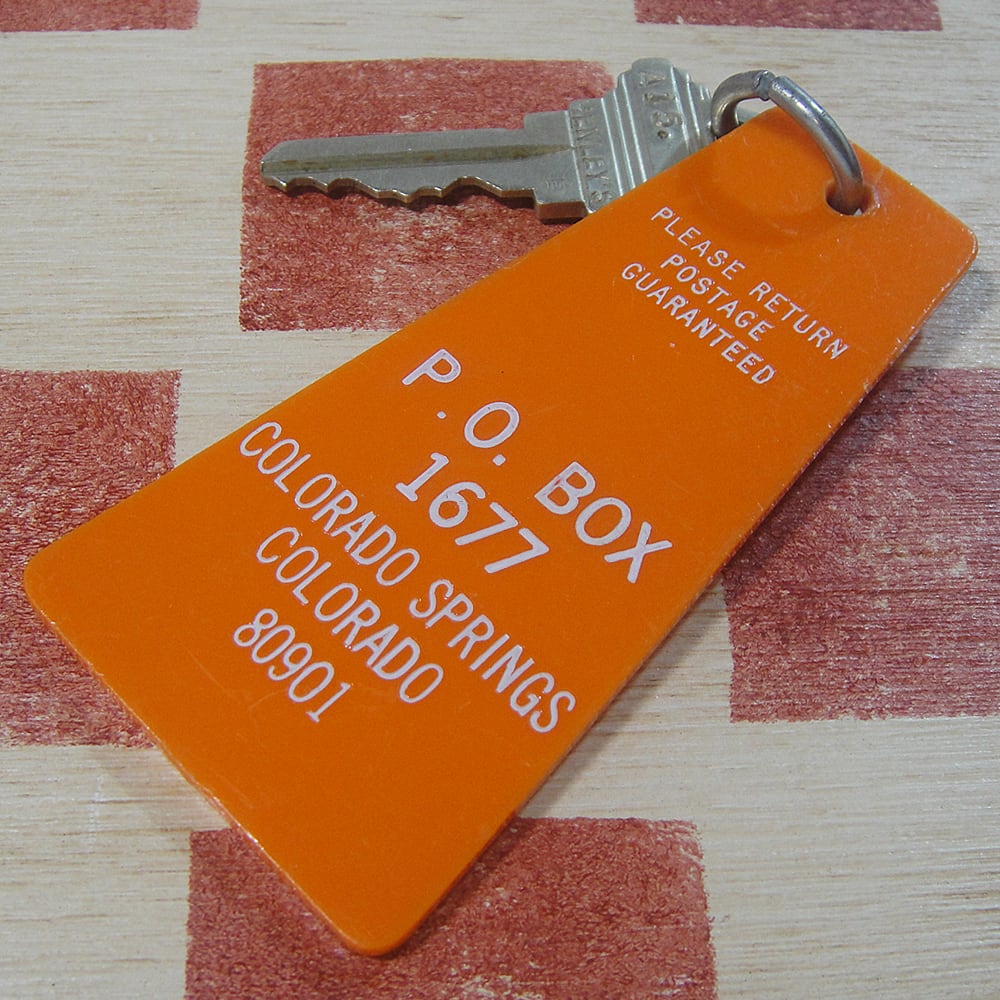 PLEASE RETURN
POSTAGE
GUARANTEED
P.O. BOX
1677
COLORADO SPRINGS
COLORADO
80901